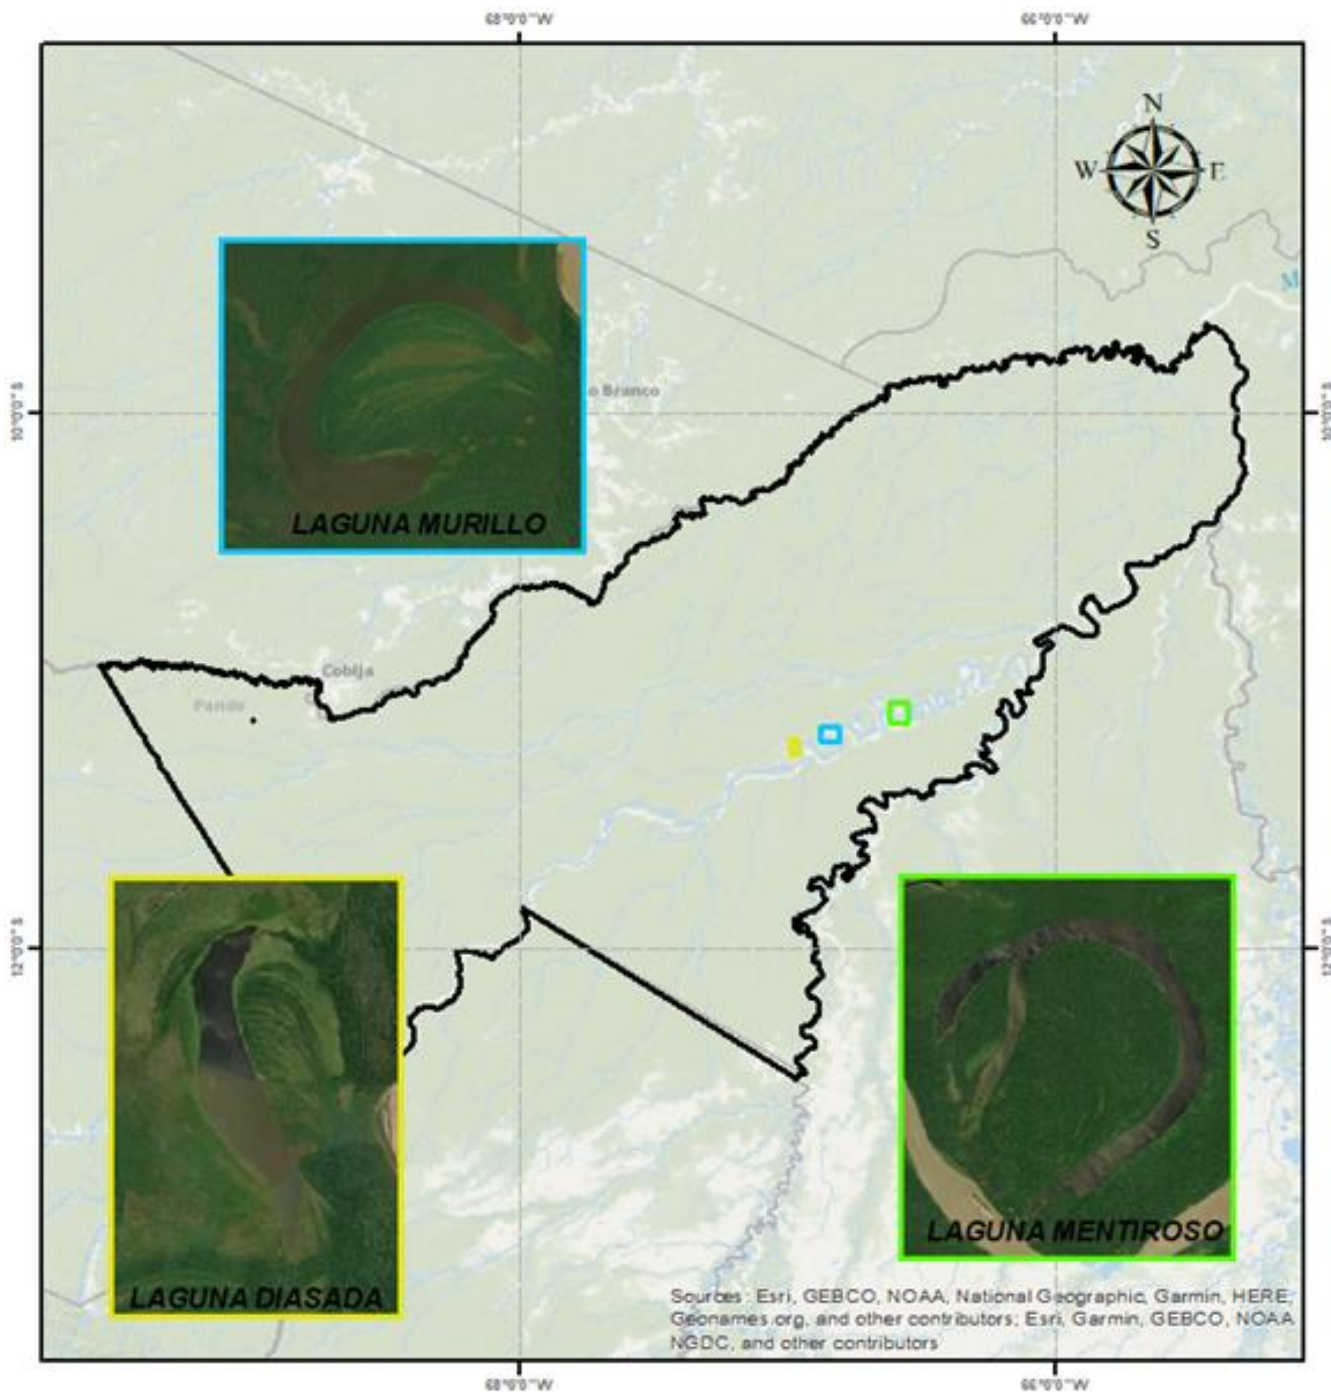 68°0'0"W 66°0'0"W
N
W E
S
M
o Branco
10°0'0"S 10°0'0"S
LAGUNA MURILLO
Cobija
Pando
12°0'0"S 12°0'0"S
LAGUNA MENTIROSO
LAGUNA DIASADA
Sources: Esri, GEBCO, NOAA, National Geographic, Garmin, HERE,
Geonames.org, and other contributors; Esri, Garmin, GEBCO, NOAA
NGDC, and other contributors
68°0'0"W 66°0'0"W